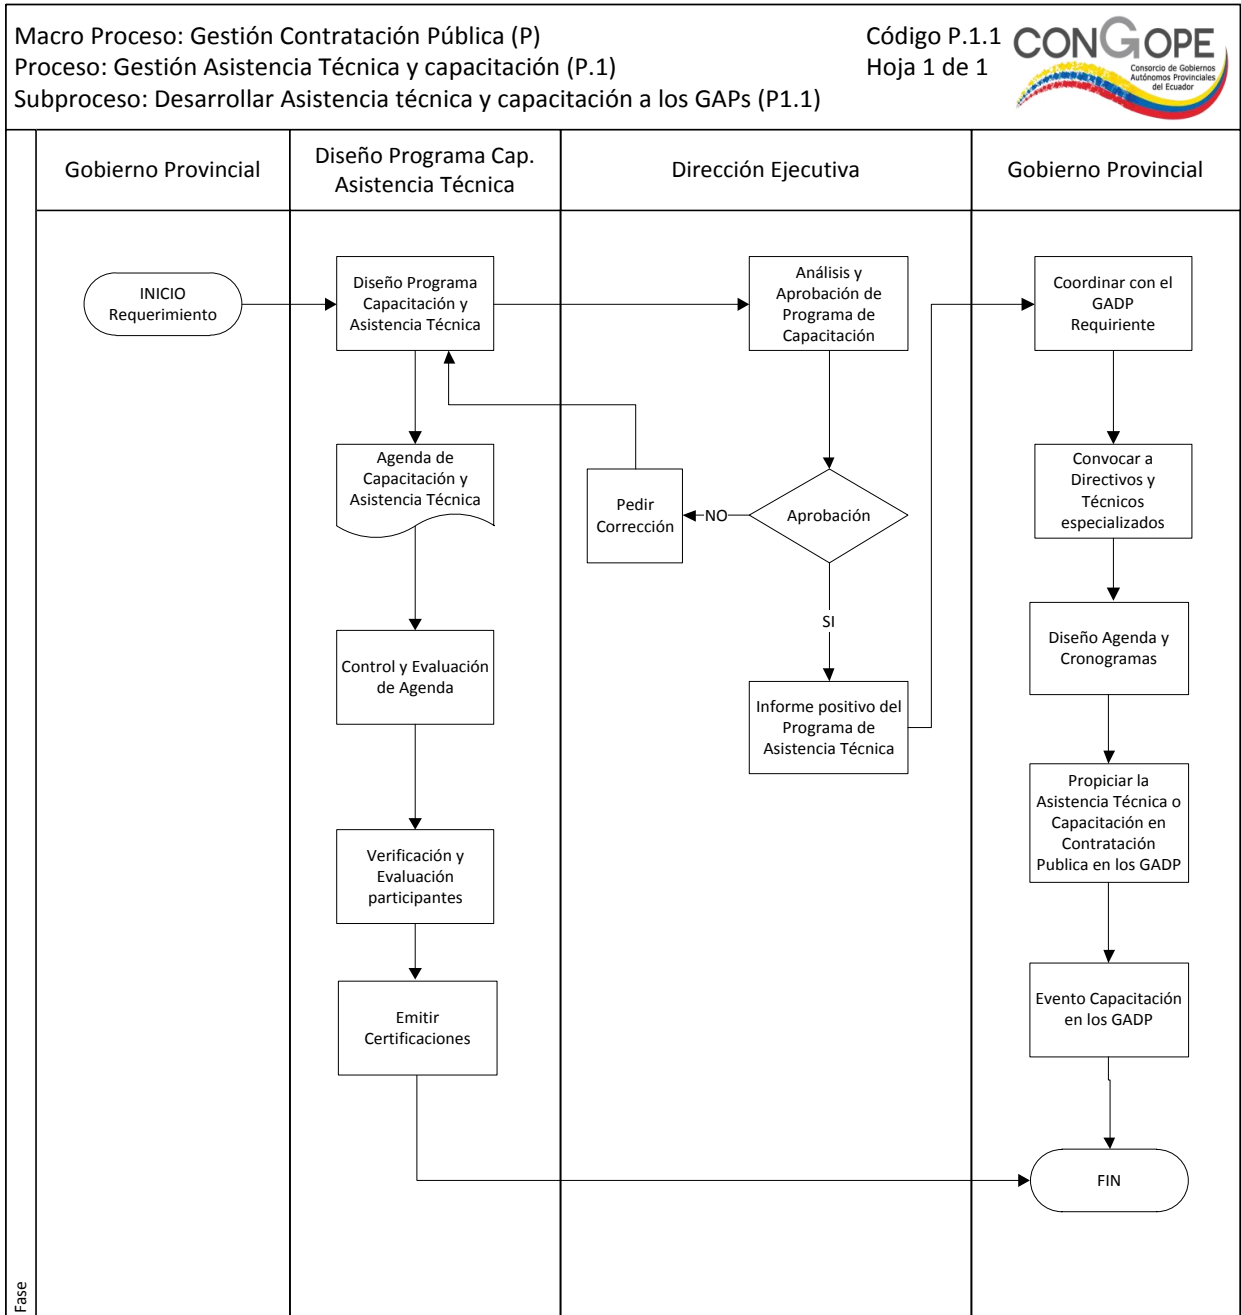 Macro Proceso: Gestión Contratación Pública (P)
Proceso: Gestión Asistencia Técnica y capacitación (P.1)
Subproceso: Desarrollar Asistencia técnica y capacitación a los GAPs (P1.1)
Código P.1.1
Hoja 1 de 1
CONGOPE
Consorcio de Gobiernos
Autónomos Provinciales
del Ecuador
Gobierno Provincial
Diseño Programa Cap.
Asistencia Técnica
Dirección Ejecutiva
Gobierno Provincial
INICIO
Requerimiento
Diseño Programa
Capacitación y
Asistencia Técnica
Análisis y
Aprobación de
Programa de
Capacitación
Coordinar con el
GADP
Requiriente
Agenda de
Capacitación y
Asistencia Técnica
Pedir
Corrección
NO
Aprobación
Convocar a
Directivos y
Técnicos
especializados
SI
Control y Evaluación
de Agenda
Informe positivo del
Programa de
Asistencia Técnica
Diseño Agenda y
Cronogramas
Verificación y
Evaluación
participantes
Propiciar la
Asistencia Técnica o
Capacitación en
Contratación
Publica en los GADP
Emitir
Certificaciones
Evento Capacitación
en los GADP
FIN
Fase